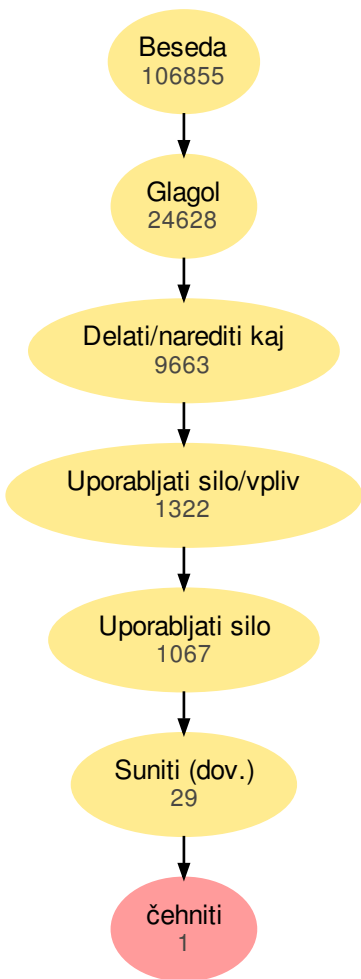 Beseda
106855
Glagol
24628
Delati/narediti kaj
9663
Uporabljati silo/vpliv
1322
Uporabljati silo
1067
Suniti (dov.)
29
čehniti
1